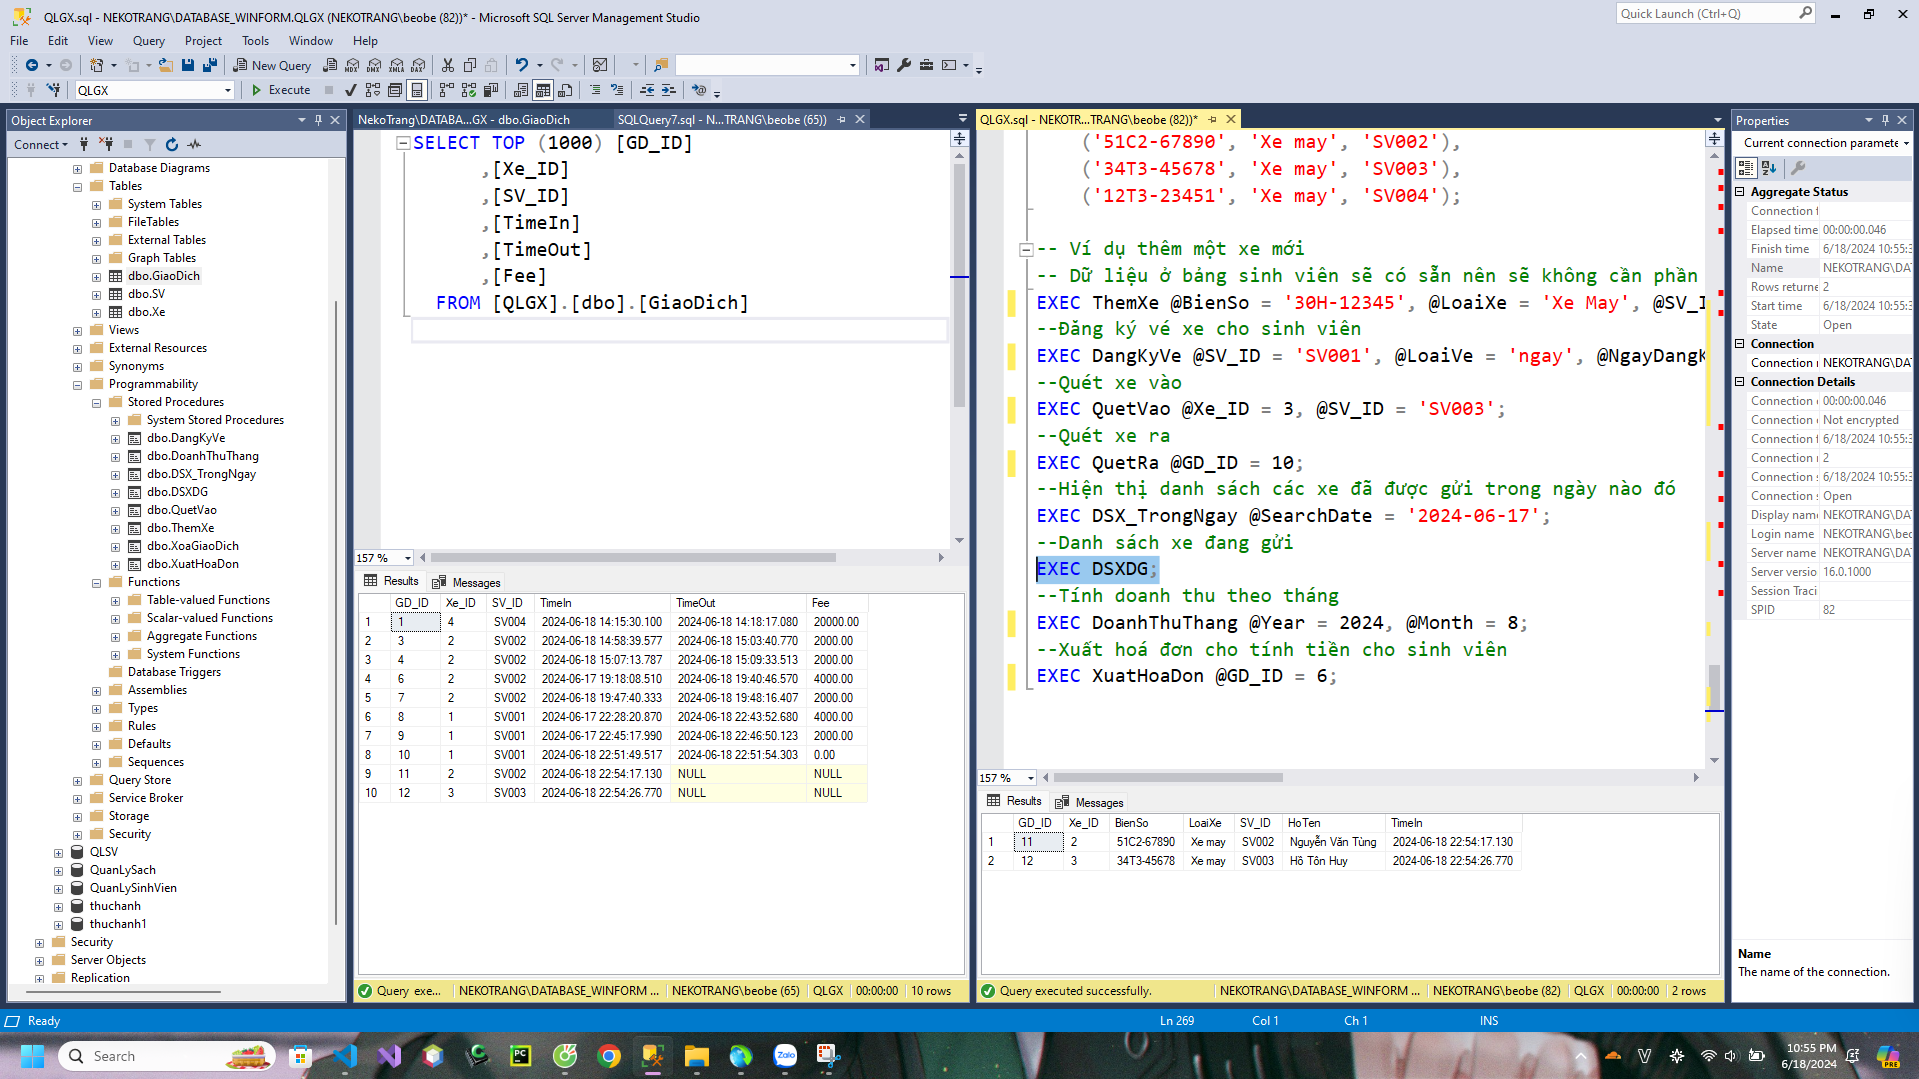 QLGX.sql - NEKOTRANG\DATABASE_WINFORM.QLGX (NEKOTRANG\beobe (82))* - Microsoft SQL Server Management Studio
Quick Launch (Ctrl+Q)
File Edit View Query Project Tools Window Help
New Query
QLGX Execute
Object Explorer
Connect
Database Diagrams
Tables
System Tables
FileTables
External Tables
Graph Tables
dbo.GiaoDich
dbo.SV
dbo.Xe
Views
External Resources
Synonyms
Programmability
Stored Procedures
System Stored Procedures
dbo.DangKyVe
dbo.DoanhThuThang
dbo.DSX_TrongNgay
dbo.DSXDG
dbo.QuetVao
dbo.ThemXe
dbo.XoaGiaoDich
dbo.XuatHoaDon
Functions
Table-valued Functions
Scalar-valued Functions
Aggregate Functions
System Functions
Database Triggers
Assemblies
Types
Rules
Defaults
Sequences
Query Store
Service Broker
Storage
Security
QLSV
QuanLySach
QuanLySinhVien
thuchanh
thuchanh1
Security
Server Objects
Replication
NekoTrang\DATABA...GX - dbo.GiaoDich
SQLQuery7.sql - N...TRANG\beobe (65))
SELECT TOP (1000) [GD_ID]
,[Xe_ID]
,[SV_ID]
,[TimeIn]
,[TimeOut]
,[Fee]
FROM [QLGX].[dbo].[GiaoDich]
157 %
Results Messages
GD_ID Xe_ID SV_ID TimeIn TimeOut Fee
1 1 4 SV004 2024-06-18 14:15:30.100 2024-06-18 14:18:17.080 20000.00
2 3 2 SV002 2024-06-18 14:58:39.577 2024-06-18 15:03:40.770 2000.00
3 4 2 SV002 2024-06-18 15:07:13.787 2024-06-18 15:09:33.513 2000.00
4 6 2 SV002 2024-06-17 19:18:08.510 2024-06-18 19:40:46.570 4000.00
5 7 2 SV002 2024-06-18 19:47:40.333 2024-06-18 19:48:16.407 2000.00
6 8 1 SV001 2024-06-17 22:28:20.870 2024-06-18 22:43:52.680 4000.00
7 9 1 SV001 2024-06-17 22:45:17.990 2024-06-18 22:46:50.123 2000.00
8 10 1 SV001 2024-06-18 22:51:49.517 2024-06-18 22:51:54.303 0.00
9 11 2 SV002 2024-06-18 22:54:17.130 NULL NULL
10 12 3 SV003 2024-06-18 22:54:26.770 NULL NULL
Query exe... NEKOTRANG\DATABASE_WINFORM ... NEKOTRANG\beobe (65) QLGX 00:00:00 10 rows
QLGX.sql - NEKOTR...TRANG\beobe (82))*
('51C2-67890', 'Xe may', 'SV002'),
('34T3-45678', 'Xe may', 'SV003'),
('12T3-23451', 'Xe may', 'SV004');
-- Ví dụ thêm một xe mới
-- Dữ liệu ở bảng sinh viên sẽ có sẵn nên sẽ không cần phần
EXEC ThemXe @BienSo = '30H-12345', @LoaiXe = 'Xe May', @SV_I
--Đăng ký vé xe cho sinh viên
EXEC DangKyVe @SV_ID = 'SV001', @LoaiVe = 'ngay', @NgayDangK
--Quét xe vào
EXEC QuetVao @Xe_ID = 3, @SV_ID = 'SV003';
--Quét xe ra
EXEC QuetRa @GD_ID = 10;
--Hiện thị danh sách các xe đã được gửi trong ngày nào đó
EXEC DSX_TrongNgay @SearchDate = '2024-06-17';
--Danh sách xe đang gửi
EXEC DSXDG;
--Tính doanh thu theo tháng
EXEC DoanhThuThang @Year = 2024, @Month = 8;
--Xuất hoá đơn cho tính tiền cho sinh viên
EXEC XuatHoaDon @GD_ID = 6;
157 %
Results Messages
GD_ID Xe_ID BienSo LoaiXe SV_ID HoTen TimeIn
1 11 2 51C2-67890 Xe may SV002 Nguyễn Văn Tùng 2024-06-18 22:54:17.130
2 12 3 34T3-45678 Xe may SV003 Hồ Tôn Huy 2024-06-18 22:54:26.770
Query executed successfully. NEKOTRANG\DATABASE_WINFORM ... NEKOTRANG\beobe (82) QLGX 00:00:00 2 rows
Properties
Current connection paramete
Aggregate Status
Connection f
Elapsed time 00:00:00.046
Finish time 6/18/2024 10:55:3
Name NEKOTRANG\DA
Rows returne 2
Start time 6/18/2024 10:55:3
State Open
Connection
Connection NEKOTRANG\DA
Connection Details
Connection 00:00:00.046
Connection Not encrypted
Connection f 6/18/2024 10:55:3
Connection 2
Connection s 6/18/2024 10:55:3
Connection s Open
Display name NEKOTRANG\DA
Login name NEKOTRANG\beo
Server name NEKOTRANG\DA
Server versio 16.0.1000
Session Traci
SPID 82
Name
The name of the connection.
Ready Ln 269 Col 1 Ch 1 INS
Search
Zalo
10:55 PM
6/18/2024